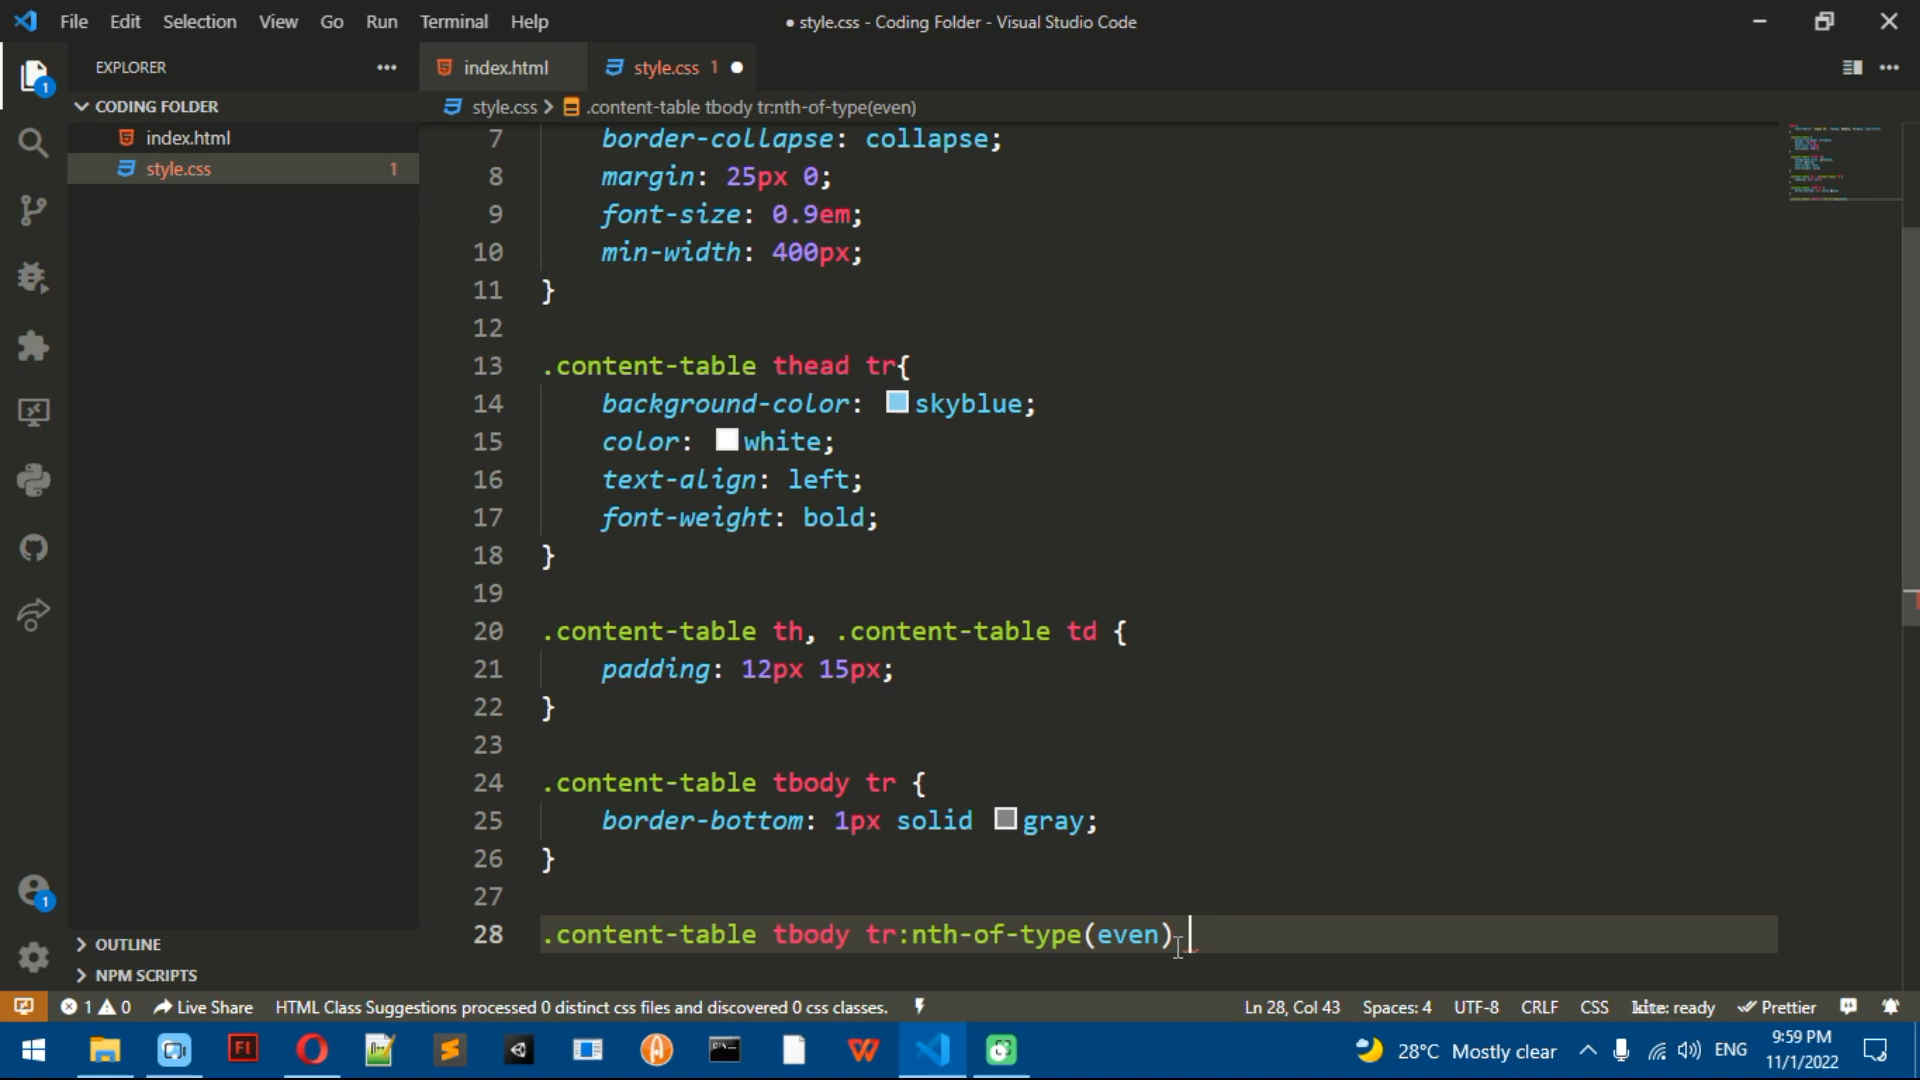 File Edit Selection View Go Run Terminal Help
● style.css - Coding Folder - Visual Studio Code
EXPLORER
index.html
style.css 1
CODING FOLDER
style.css > .content-table tbody tr:nth-of-type(even)
index.html
style.css 1
7 border-collapse: collapse;
8 margin: 25px 0;
9 font-size: 0.9em;
10 min-width: 400px;
11 }
12
13 .content-table thead tr{
14 background-color: skyblue;
15 color: white;
16 text-align: left;
17 font-weight: bold;
18 }
19
20 .content-table th, .content-table td {
21 padding: 12px 15px;
22 }
23
24 .content-table tbody tr {
25 border-bottom: 1px solid gray;
26 }
27
28 .content-table tbody tr:nth-of-type(even)
1
1
OUTLINE
NPM SCRIPTS
1 0 Live Share HTML Class Suggestions processed 0 distinct css files and discovered 0 css classes.
Ln 28, Col 43 Spaces: 4 UTF-8 CRLF CSS kite: ready Prettier
Fl
28°C Mostly clear ENG
9:59 PM
11/1/2022